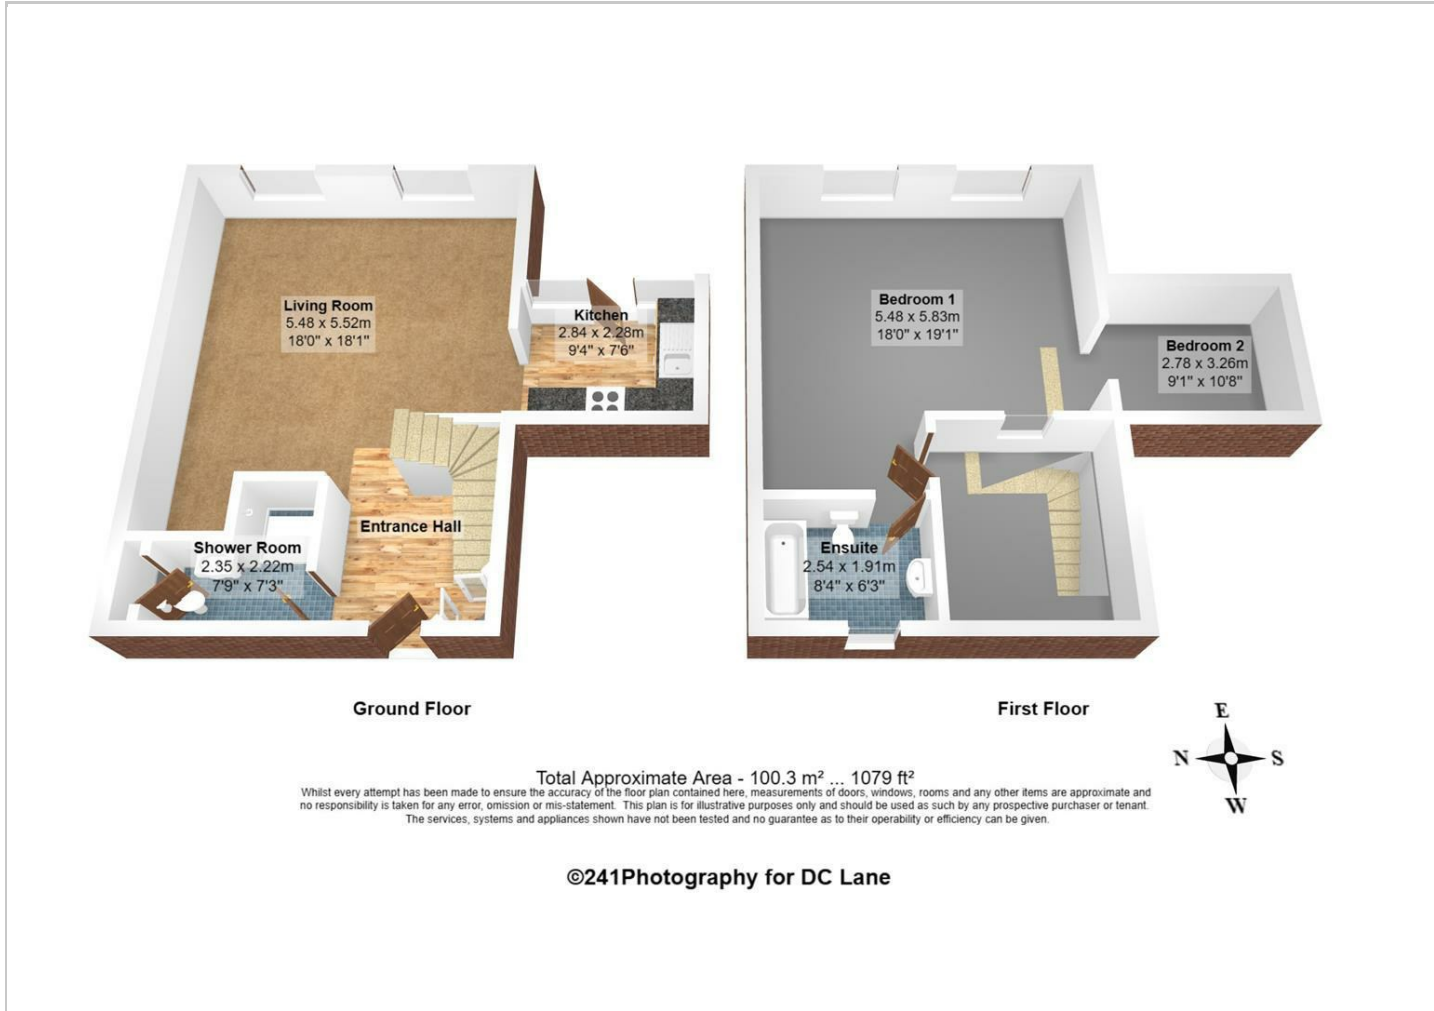 Living Room
5.48 x 5.52m
18'0" x 18'1"
Kitchen
2.84 x 2.28m
9'4" x 7'6"
Entrance Hall
Shower Room
2.35 x 2.22m
7'9" x 7'3"
Bedroom 1
5.48 x 5.83m
18'0" x 19'1"
Bedroom 2
2.78 x 3.26m
9'1" x 10'8"
Ensuite
2.54 x 1.91m
8'4" x 6'3"
Ground Floor
First Floor
E
N S
W
Total Approximate Area - 100.3 m² ... 1079 ft²
Whilst every attempt has been made to ensure the accuracy of the floor plan contained here, measurements of doors, windows, rooms and any other items are approximate and
no responsibility is taken for any error, omission or mis-statement. This plan is for illustrative purposes only and should be used as such by any prospective purchaser or tenant.
The services, systems and appliances shown have not been tested and no guarantee as to their operability or efficiency can be given.
©241Photography for DC Lane